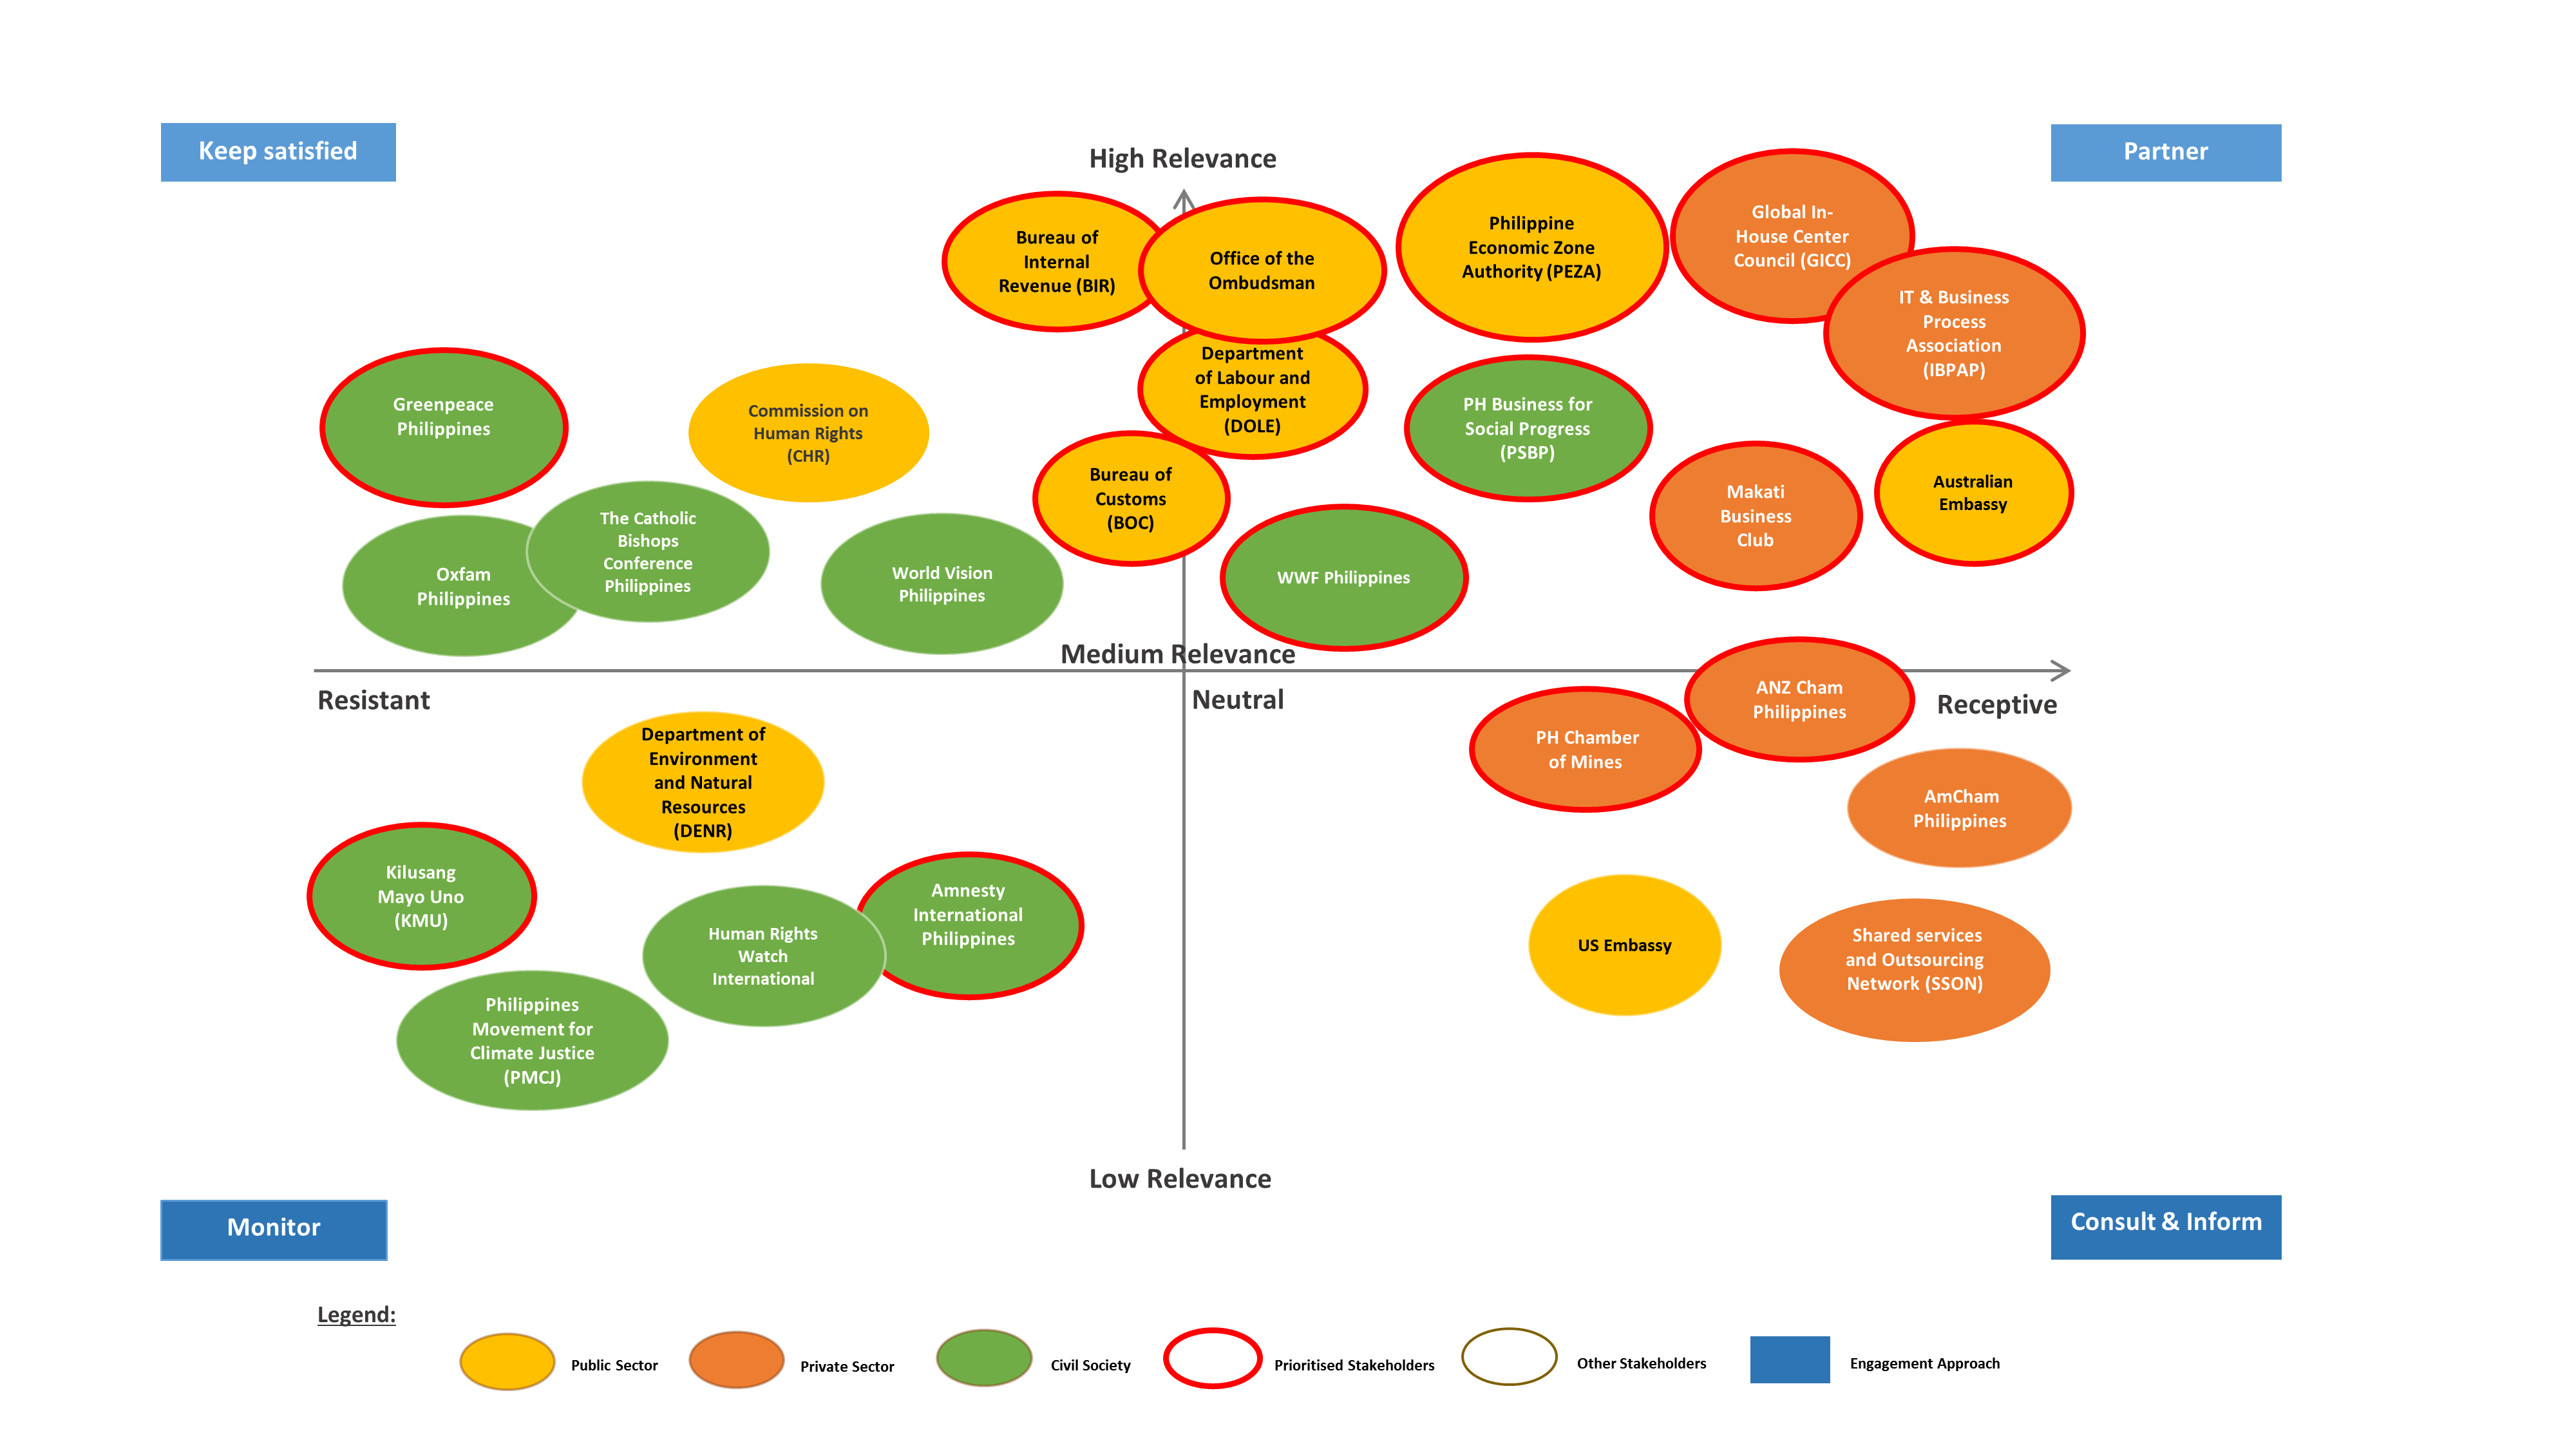 Keep satisfied
Partner
High Relevance
Bureau of
Internal
Revenue (BIR)
Office of the
Ombudsman
Philippine
Economic Zone
Authority (PEZA)
Global In-
House Center
Council (GICC)
IT & Business
Process
Association
(IBPAP)
Greenpeace
Philippines
Commission on
Human Rights
(CHR)
Department
of Labour and
Employment
(DOLE)
PH Business for
Social Progress
(PSBP)
Bureau of
Customs
(BOC)
Makati
Business
Club
Australian
Embassy
Oxfam
Philippines
The Catholic
Bishops
Conference
Philippines
World Vision
Philippines
WWF Philippines
Medium Relevance
Resistant
Neutral
Receptive
ANZ Cham
Philippines
PH Chamber
of Mines
AmCham
Philippines
Department of
Environment
and Natural
Resources
(DENR)
Kilusang
Mayo Uno
(KMU)
Amnesty
International
Philippines
Human Rights
Watch
International
US Embassy
Shared services
and Outsourcing
Network (SSON)
Philippines
Movement for
Climate Justice
(PMCJ)
Low Relevance
Monitor
Consult & Inform
Legend:
Public Sector
Private Sector
Civil Society
Prioritised Stakeholders
Other Stakeholders
Engagement Approach